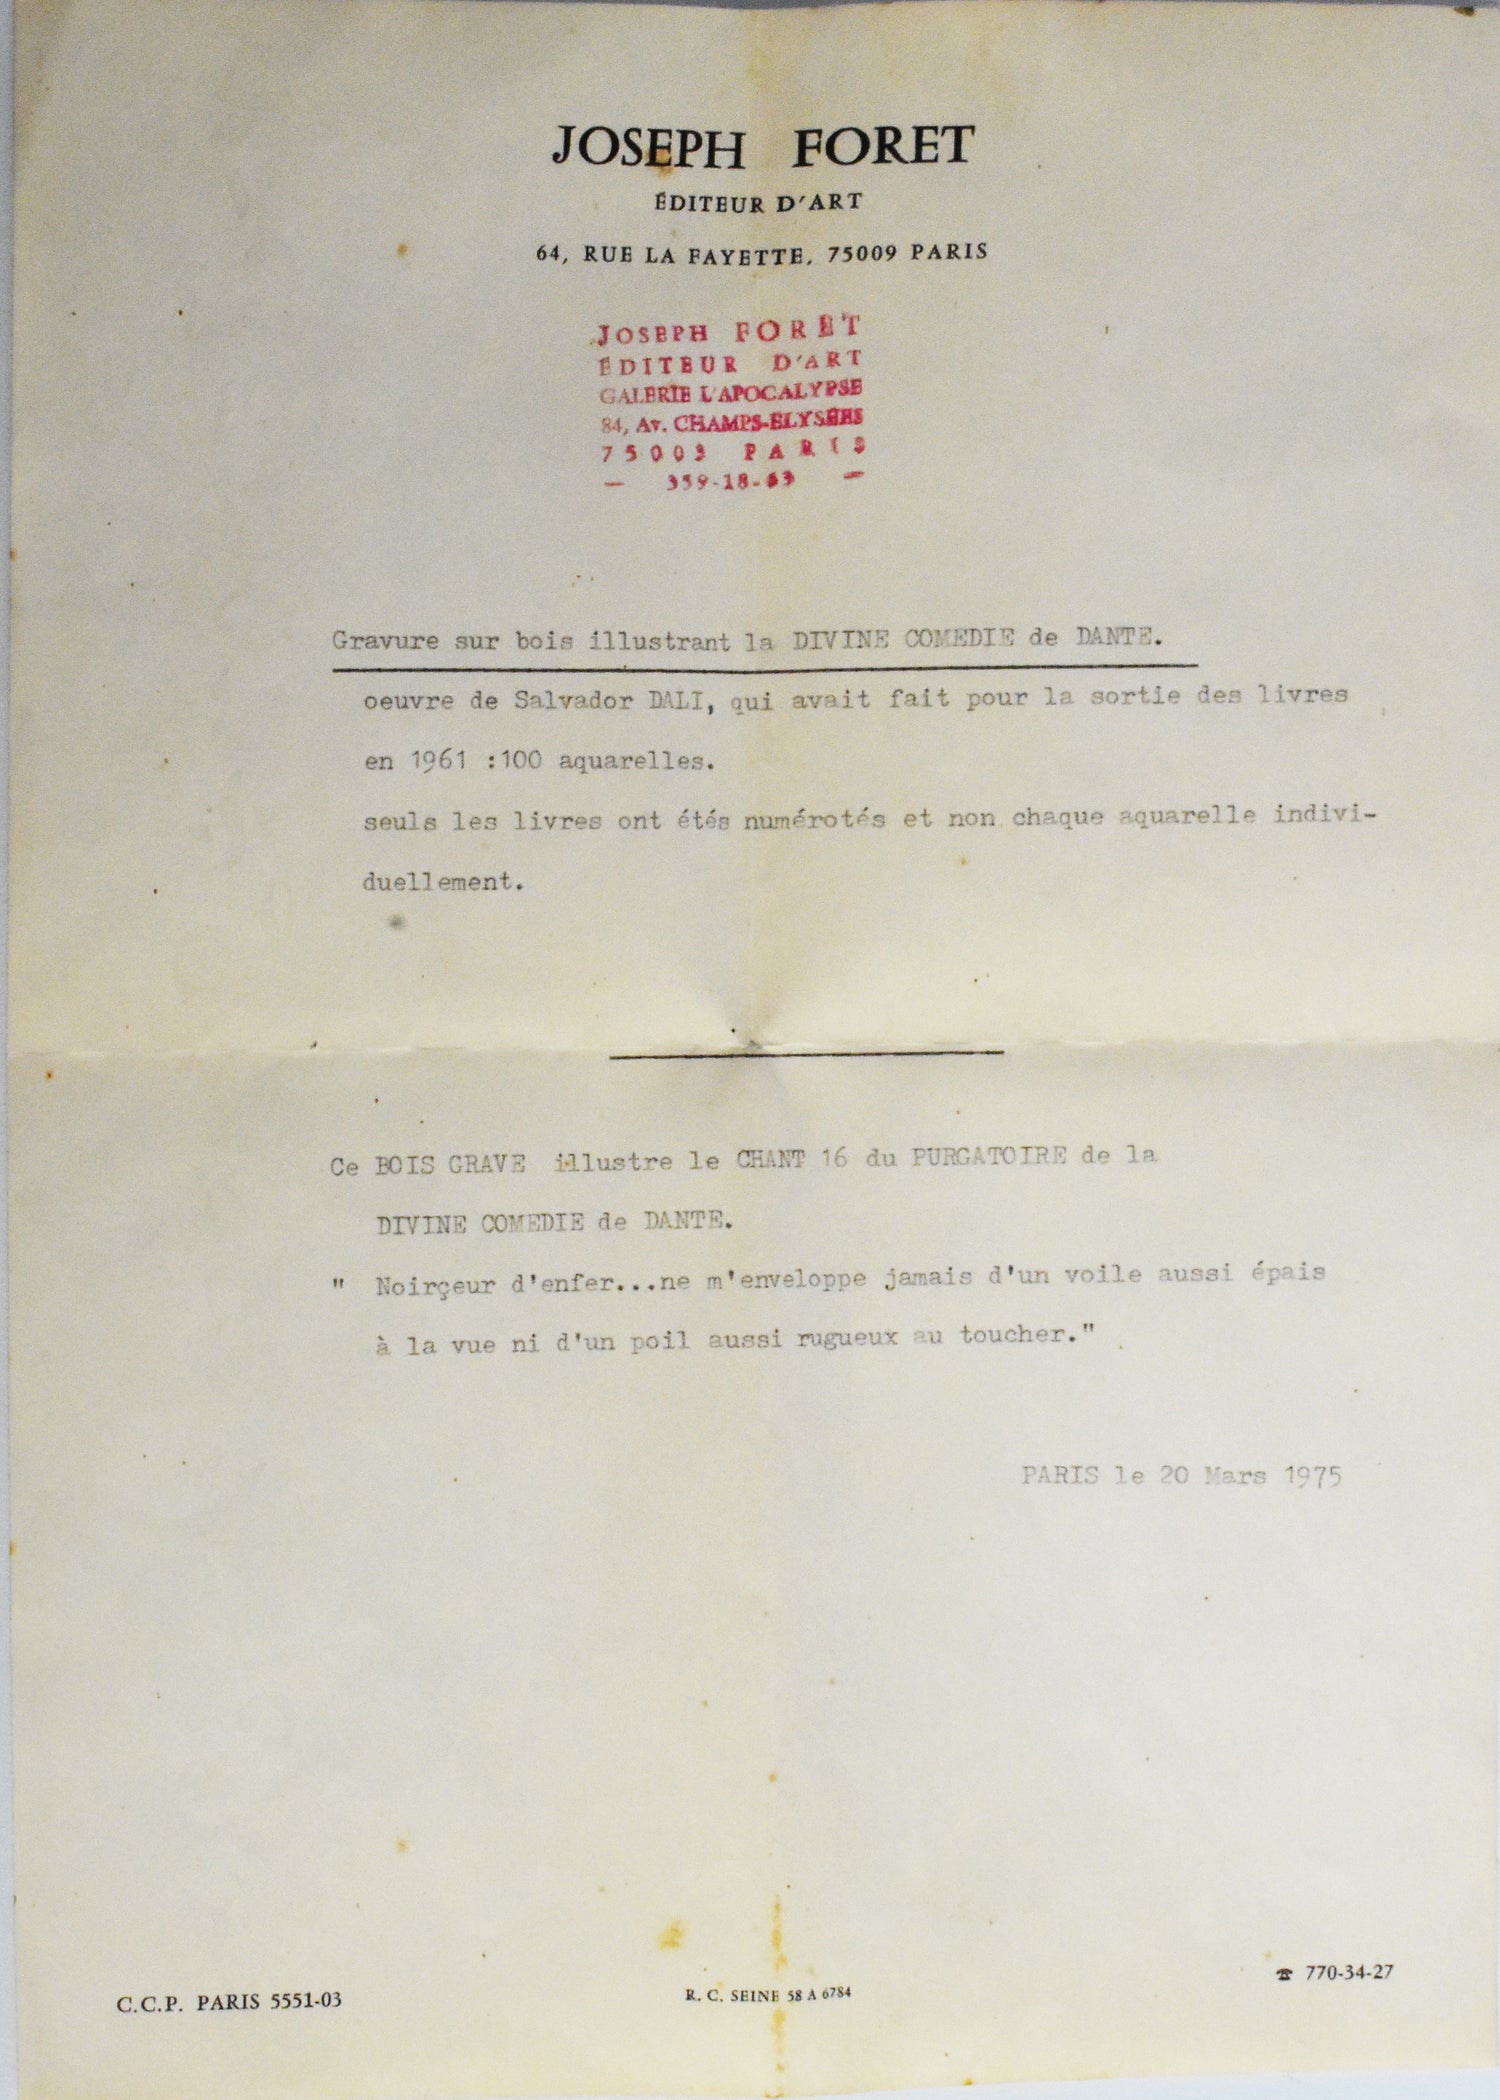 JOSEPH FORET
ÉDITEUR D'ART
64, RUE LA FAYETTE, 75009 PARIS
JOSEPH FORET
ÉDITEUR D'ART
GALERIE L'APOCALYPSE
84, Av. CHAMPS-ELYSÉES
75003 PARIS
— 359-18-63 —
Gravure sur bois illustrant la DIVINE COMEDIE de DANTE.
oeuvre de Salvador DALI, qui avait fait pour la sortie des livres
en 1961 :100 aquarelles.
seuls les livres ont étés numérotés et non chaque aquarelle indivi-
duellement.
Ce BOIS GRAVE illustre le CHANT 16 du PURGATOIRE de la
DIVINE COMEDIE de DANTE.
" Noirçeur d'enfer...ne m'enveloppe jamais d'un voile aussi épais
à la vue ni d'un poil aussi rugueux au toucher."
PARIS le 20 Mars 1975
C.C.P. PARIS 5551-03
R. C. SEINE 58 A 6784
☎ 770-34-27